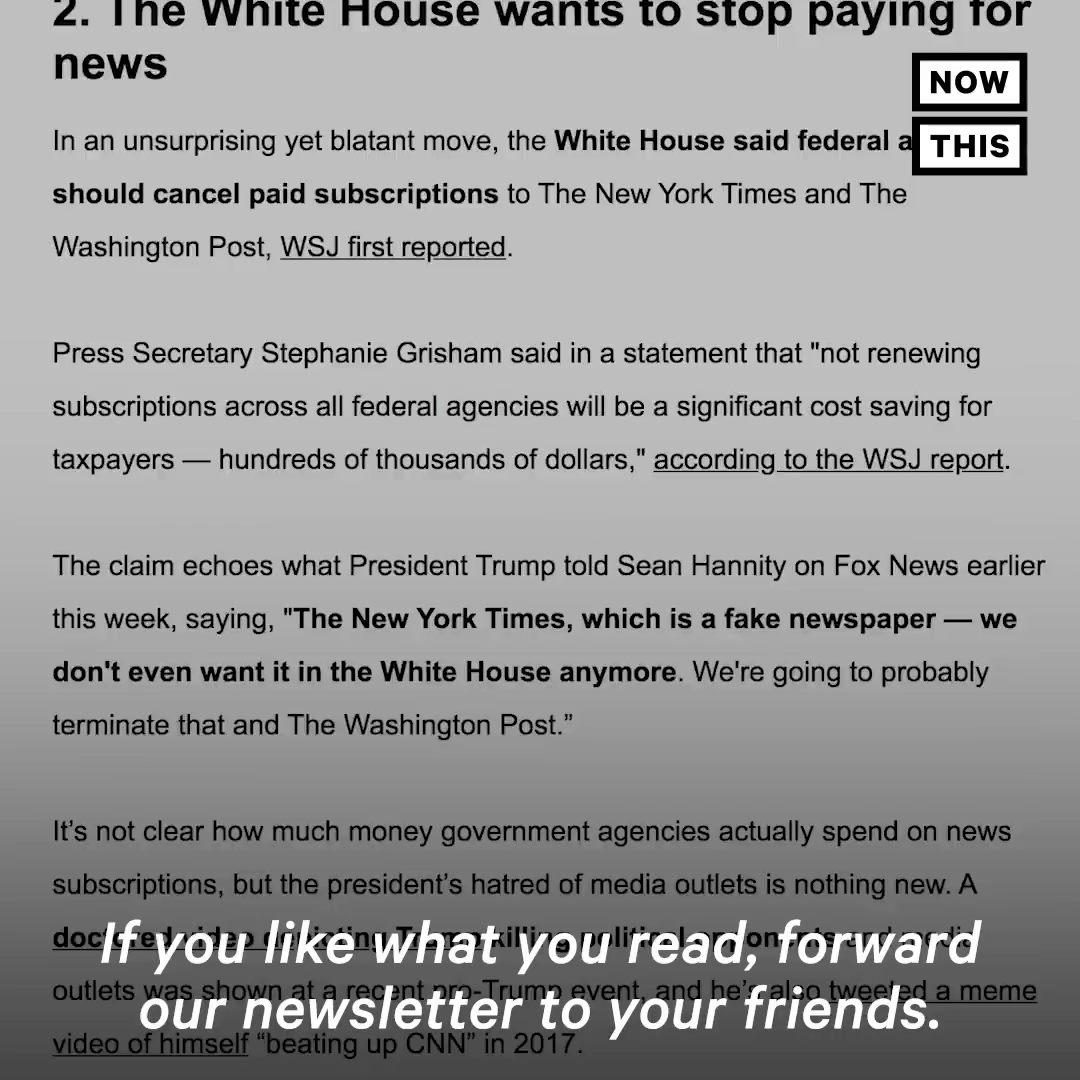 2. The White House wants to stop paying for
news
NOW
THIS
In an unsurprising yet blatant move, the White House said federal a
should cancel paid subscriptions to The New York Times and The
Washington Post, WSJ first reported.
Press Secretary Stephanie Grisham said in a statement that "not renewing
subscriptions across all federal agencies will be a significant cost saving for
taxpayers — hundreds of thousands of dollars," according to the WSJ report.
The claim echoes what President Trump told Sean Hannity on Fox News earlier
this week, saying, "The New York Times, which is a fake newspaper — we
don't even want it in the White House anymore. We're going to probably
terminate that and The Washington Post.”
It’s not clear how much money government agencies actually spend on news
subscriptions, but the president’s hatred of media outlets is nothing new. A
doctored video depicting Trump killing political opponents and media
outlets was shown at a recent pro-Trump event, and he’s also tweeted a meme
video of himself “beating up CNN” in 2017.
If you like what you read, forward
our newsletter to your friends.